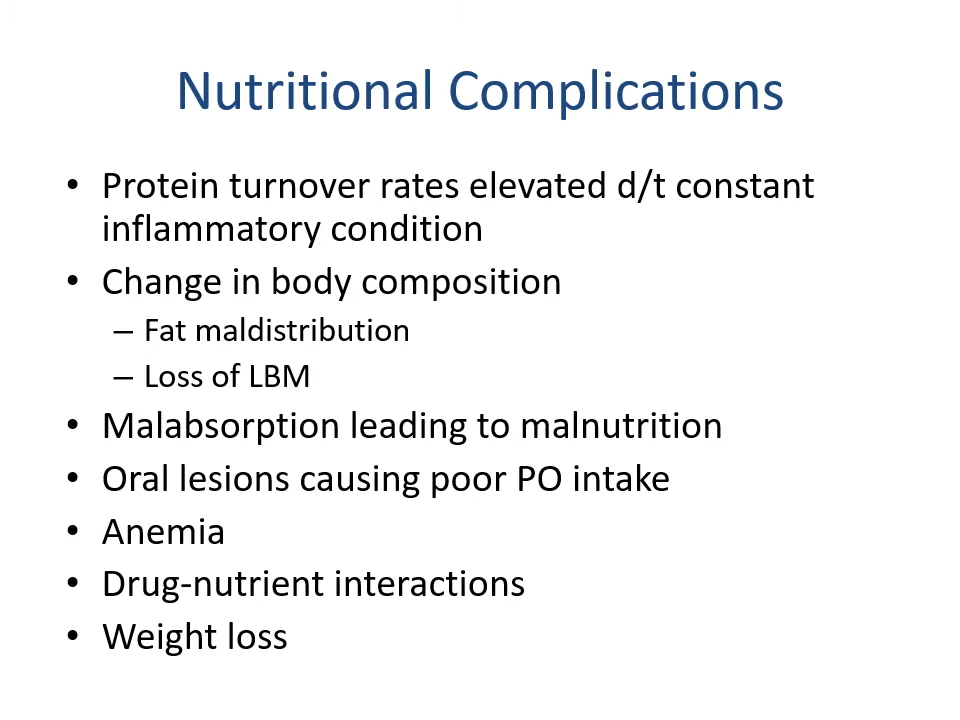 Nutritional Complications
• Protein turnover rates elevated d/t constant
inflammatory condition
• Change in body composition
– Fat maldistribution
– Loss of LBM
• Malabsorption leading to malnutrition
• Oral lesions causing poor PO intake
• Anemia
• Drug-nutrient interactions
• Weight loss